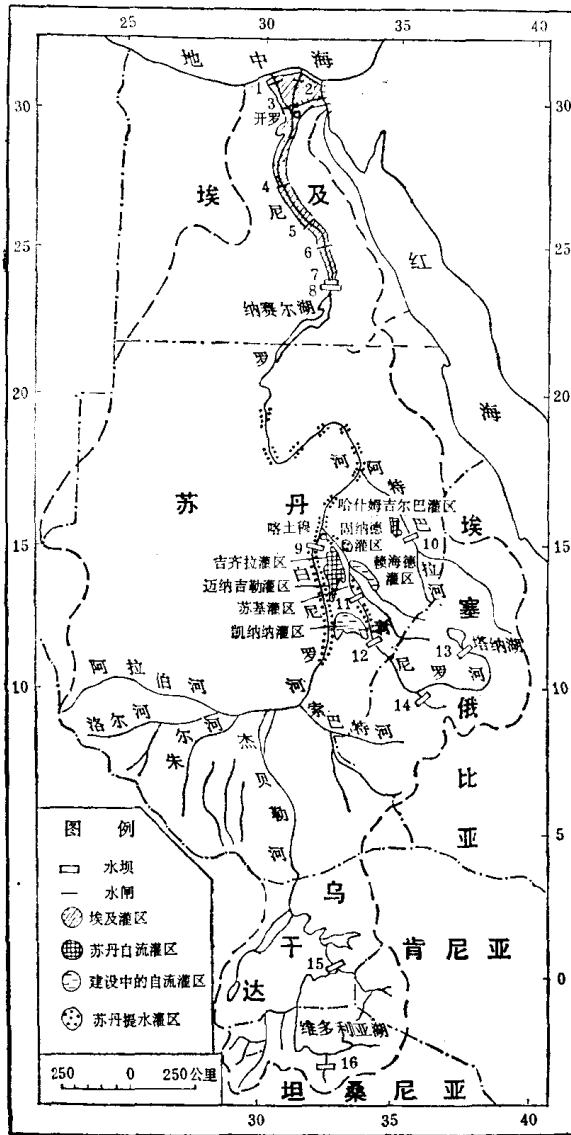 25 30 35 40
地中海
1 2
3
30 30
开罗
埃及
4
尼
5
6
25 25
7
8
红
纳赛尔湖
罗
20 20
海
河
阿特巴拉河
苏丹
哈什姆吉尔巴灌区
喀土穆
埃塞俄比亚
15 15
9
10
吉齐拉灌区
赖海德
灌区
迈纳吉勒灌区
白尼罗河
苏基灌区
11
凯纳纳灌区
12
13
塔纳湖
尼罗河
14
10 10
阿拉伯河
洛尔河
朱尔河
杰贝勒河
索巴特河
5
图例
水坝
水闸
埃及灌区
苏丹自流灌区
建设中的自流灌区
苏丹提水灌区
乌干达
肯尼亚
15
0
维多利亚湖
16
250 0 250公里
坦桑尼亚
30 35 40